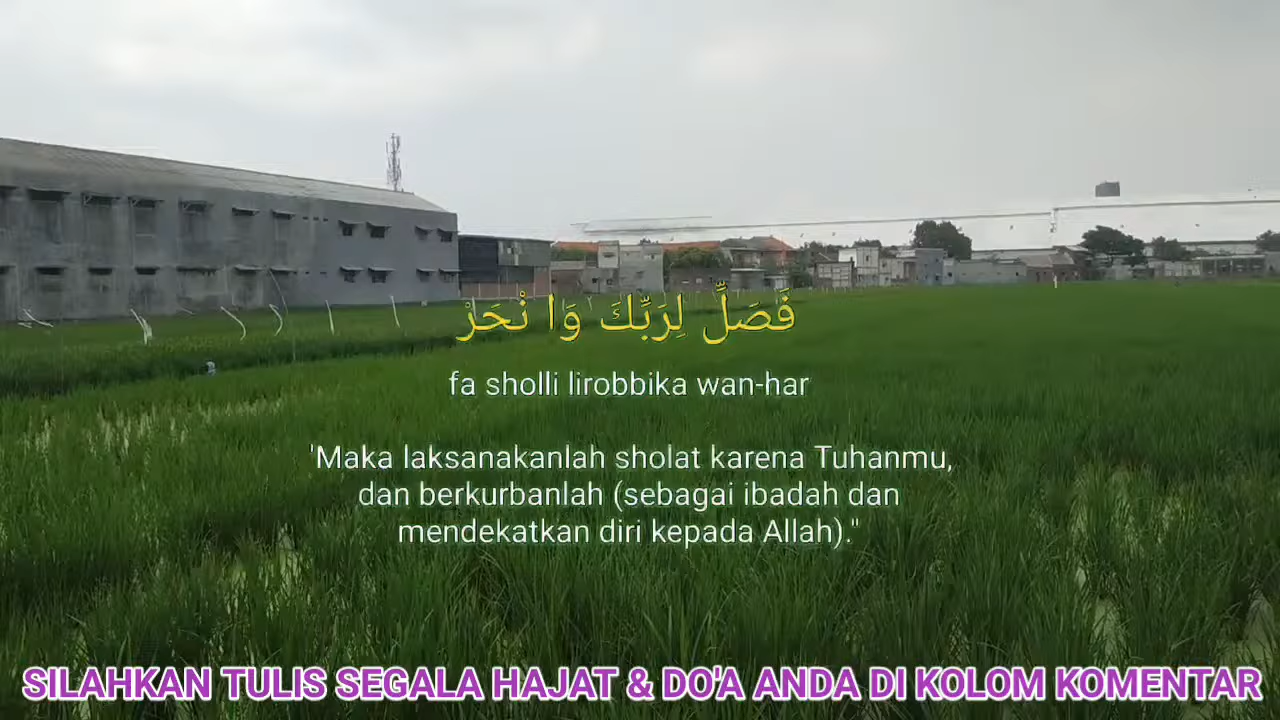 فَصَلِّ لِرَبِّكَ وَا نْحَرْ
fa sholli lirobbika wan-har
'Maka laksanakanlah sholat karena Tuhanmu,
dan berkurbanlah (sebagai ibadah dan
mendekatkan diri kepada Allah)."
SILAHKAN TULIS SEGALA HAJAT & DO'A ANDA DI KOLOM KOMENTAR